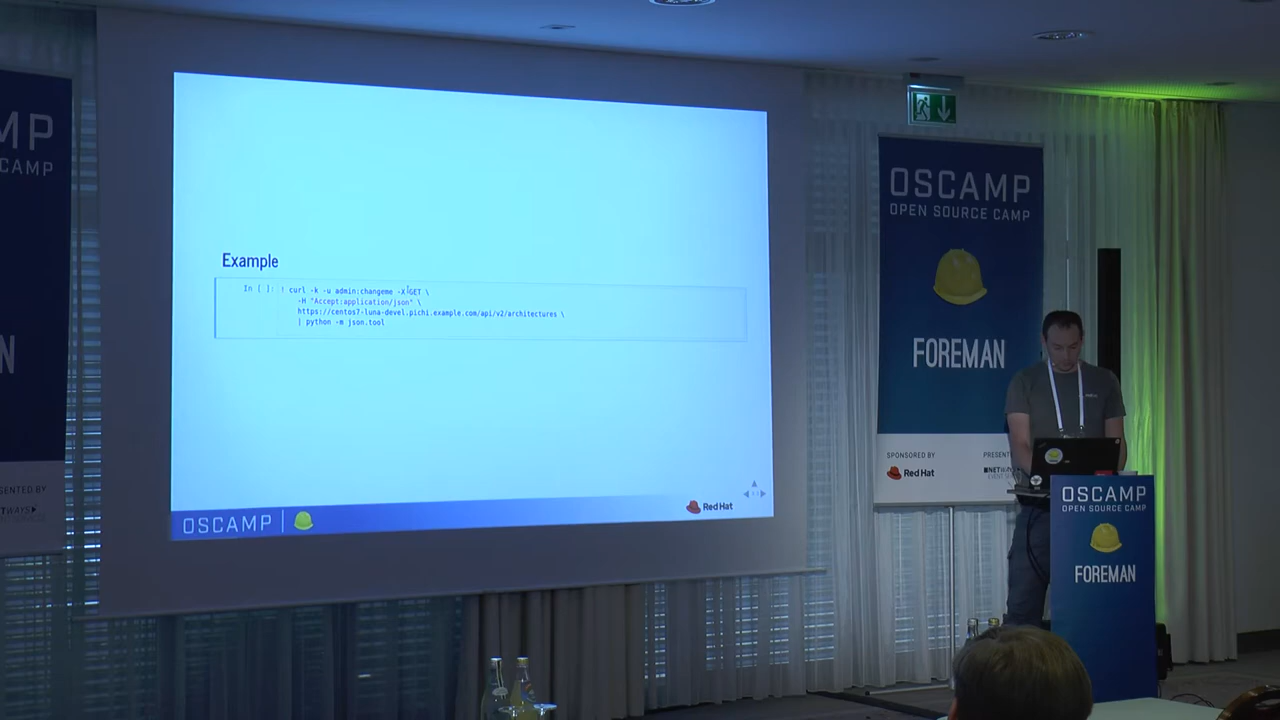 MP
CAMP
N
SENTED BY
Example
In [ ]: ! curl -k -u admin:changeme -X GET \
-H "Accept:application/json" \
https://centos7-luna-devel.pichi.example.com/api/v2/architectures \
| python -m json.tool
OSCAMP
Red Hat
OSCAMP
OPEN SOURCE CAMP
FOREMAN
SPONSORED BY
Red Hat
PRESENT
NETWAYS
OSCAMP
OPEN SOURCE CAMP
FOREMAN